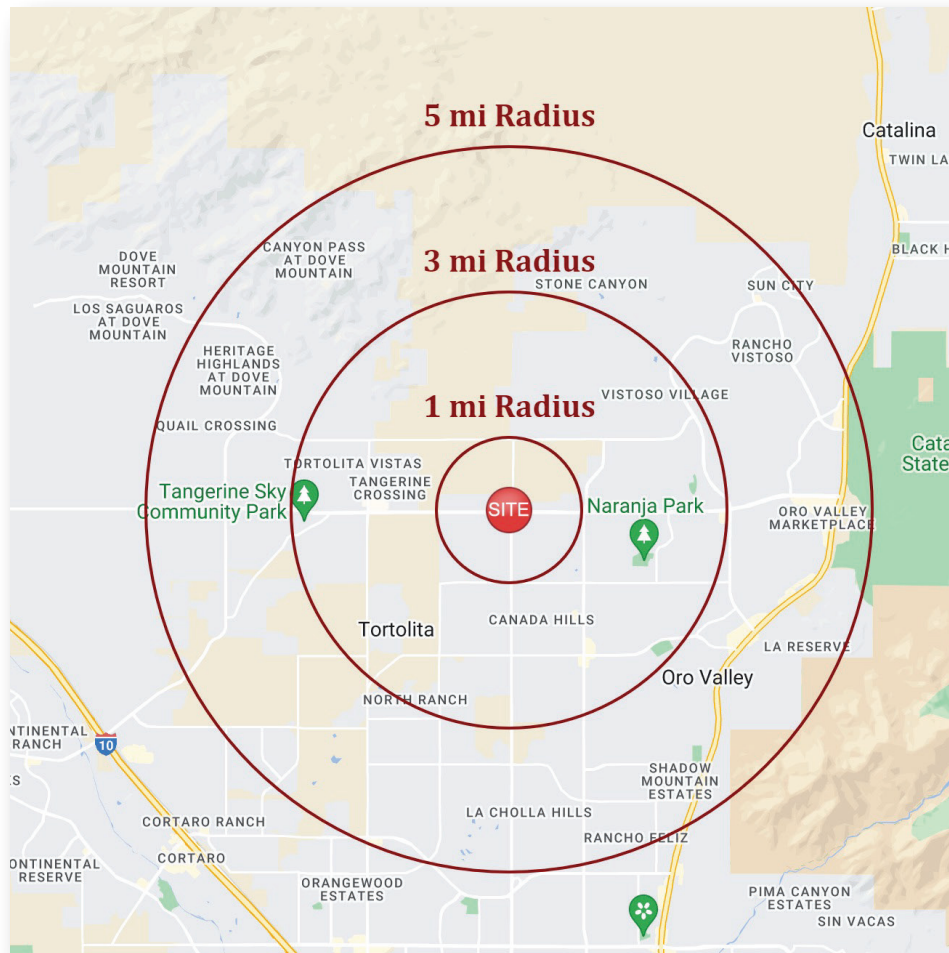 5 mi Radius
Catalina
TWIN LA
CANYON PASS
AT DOVE
MOUNTAIN
DOVE
MOUNTAIN
RESORT
BLACK H
3 mi Radius
STONE CANYON
SUN CITY
LOS SAGUAROS
AT DOVE
MOUNTAIN
HERITAGE
HIGHLANDS
AT DOVE
MOUNTAIN
RANCHO
VISTOSO
1 mi Radius
VISTOSO VILLAGE
QUAIL CROSSING
Cata
State
TORTOLITA VISTAS
TANGERINE
CROSSING
Tangerine Sky
Community Park
SITE
Naranja Park
ORO VALLEY
MARKETPLACE
CANADA HILLS
Tortolita
LA RESERVE
Oro Valley
NORTH RANCH
NTINENTAL
RANCH
10
KS
SHADOW
MOUNTAIN
ESTATES
LA CHOLLA HILLS
CORTARO RANCH
RANCHO FELIZ
CORTARO
ONTINENTAL
RESERVE
ORANGEWOOD
ESTATES
PIMA CANYON
ESTATES
SIN VACAS